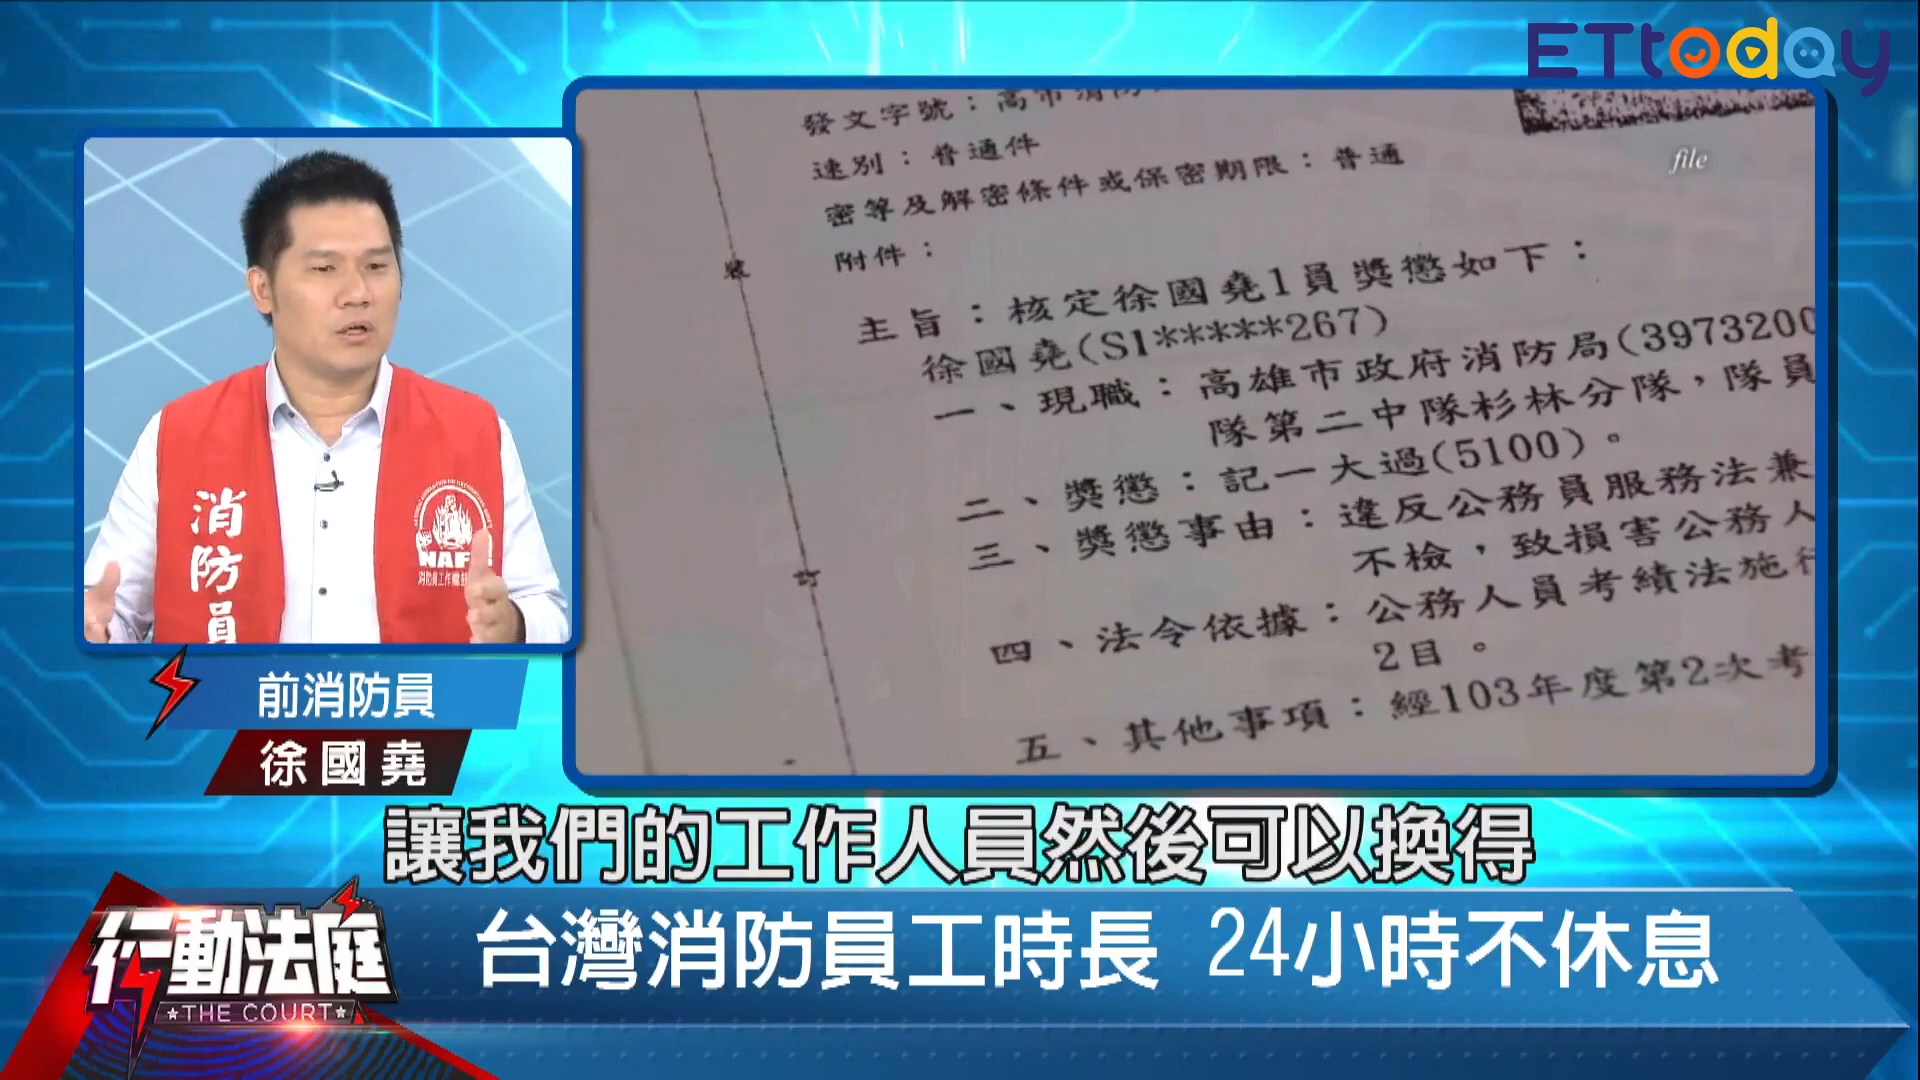 ETtoday
file
發文字號：高市消防
速別：普通件
密等及解密條件或保密期限：普通
附件：
裝
主旨：核定徐國堯1員獎懲如下：
徐國堯(S1*****267)
一、現職：高雄市政府消防局(3973200
隊第二中隊杉林分隊，隊員
二、獎懲：記一大過(5100)。
三、獎懲事由：違反公務員服務法兼
不檢，致損害公務人
訂
四、法令依據：公務人員考績法施行
2目。
五、其他事項：經103年度第2次考
消防員
NAF
前消防員
徐國堯
讓我們的工作人員然後可以換得
行動法庭
THE COURT
台灣消防員工時長 24小時不休息